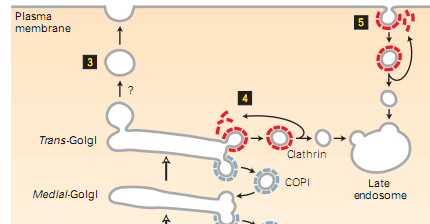 Plasma
membrane
5
3
?
4
Trans-Golgi
Clathrin
COPI
Medial-Golgi
Late
endosome